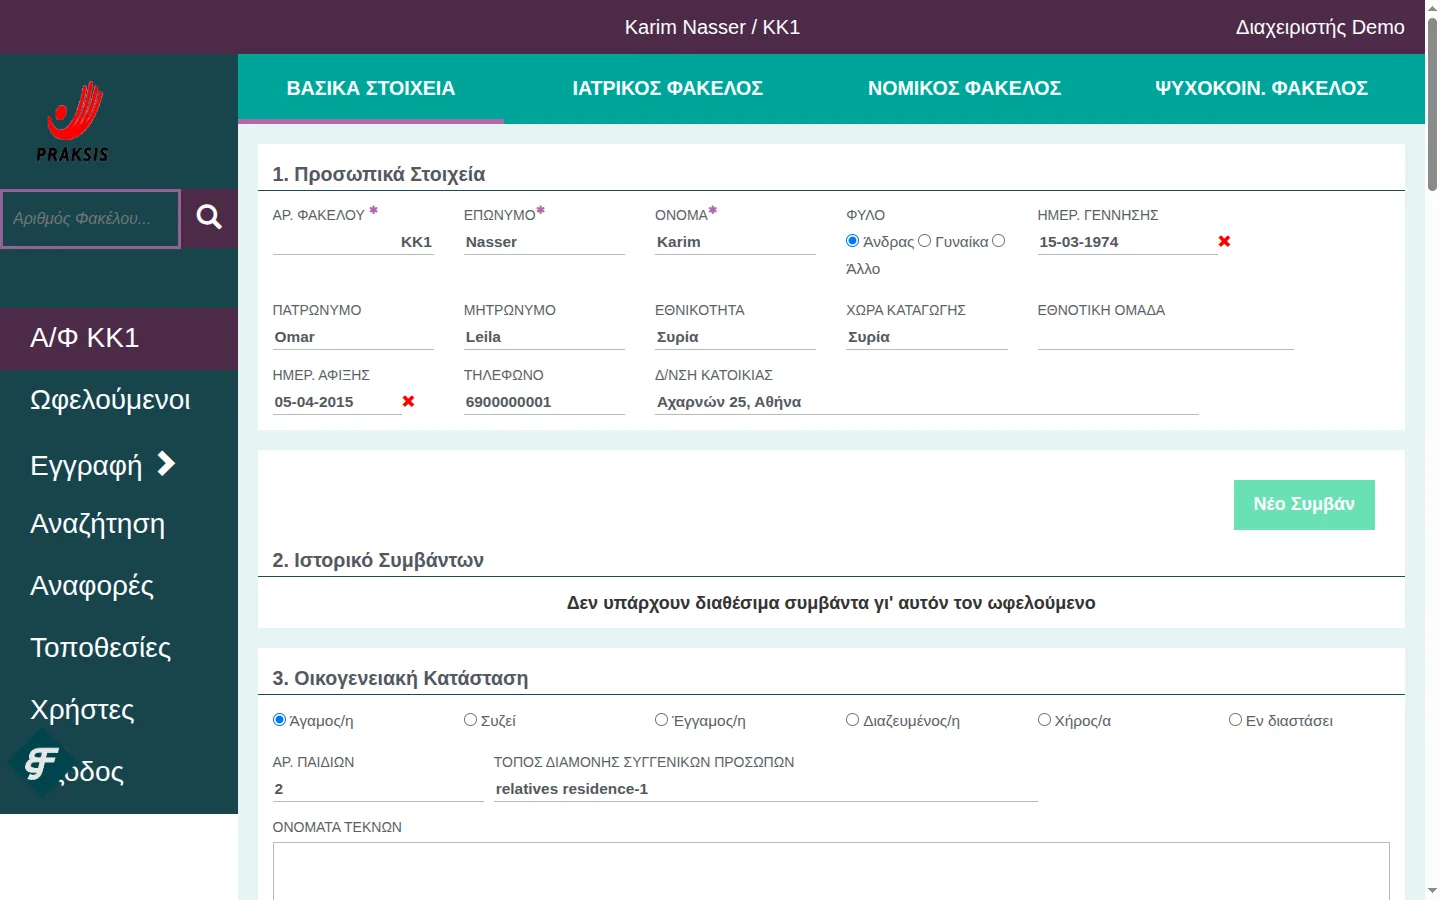 Karim Nasser / KK1
Διαχειριστής Demo
PRAKSIS
Αριθμός Φακέλου...
ΒΑΣΙΚΑ ΣΤΟΙΧΕΙΑ
ΙΑΤΡΙΚΟΣ ΦΑΚΕΛΟΣ
ΝΟΜΙΚΟΣ ΦΑΚΕΛΟΣ
ΨΥΧΟΚΟΙΝ. ΦΑΚΕΛΟΣ
Α/Φ KK1
Ωφελούμενοι
Εγγραφή
Αναζήτηση
Αναφορές
Τοποθεσίες
Χρήστες
1. Προσωπικά Στοιχεία
ΑΡ. ΦΑΚΕΛΟΥ *
ΕΠΩΝΥΜΟ*
ΟΝΟΜΑ*
ΦΥΛΟ
ΗΜΕΡ. ΓΕΝΝΗΣΗΣ
KK1
Nasser
Karim
Άνδρας Γυναίκα
Άλλο
15-03-1974
ΠΑΤΡΩΝΥΜΟ
ΜΗΤΡΩΝΥΜΟ
ΕΘΝΙΚΟΤΗΤΑ
ΧΩΡΑ ΚΑΤΑΓΩΓΗΣ
ΕΘΝΟΤΙΚΗ ΟΜΑΔΑ
Omar
Leila
Συρία
Συρία
ΗΜΕΡ. ΑΦΙΞΗΣ
ΤΗΛΕΦΩΝΟ
Δ/ΝΣΗ ΚΑΤΟΙΚΙΑΣ
05-04-2015
6900000001
Αχαρνών 25, Αθήνα
Νέο Συμβάν
2. Ιστορικό Συμβάντων
Δεν υπάρχουν διαθέσιμα συμβάντα γι' αυτόν τον ωφελούμενο
3. Οικογενειακή Κατάσταση
Άγαμος/η
Συζεί
Έγγαμος/η
Διαζευμένος/η
Χήρος/α
Εν διαστάσει
ΑΡ. ΠΑΙΔΙΩΝ
ΤΟΠΟΣ ΔΙΑΜΟΝΗΣ ΣΥΓΓΕΝΙΚΩΝ ΠΡΟΣΩΠΩΝ
2
relatives residence-1
ΟΝΟΜΑΤΑ ΤΕΚΝΩΝ